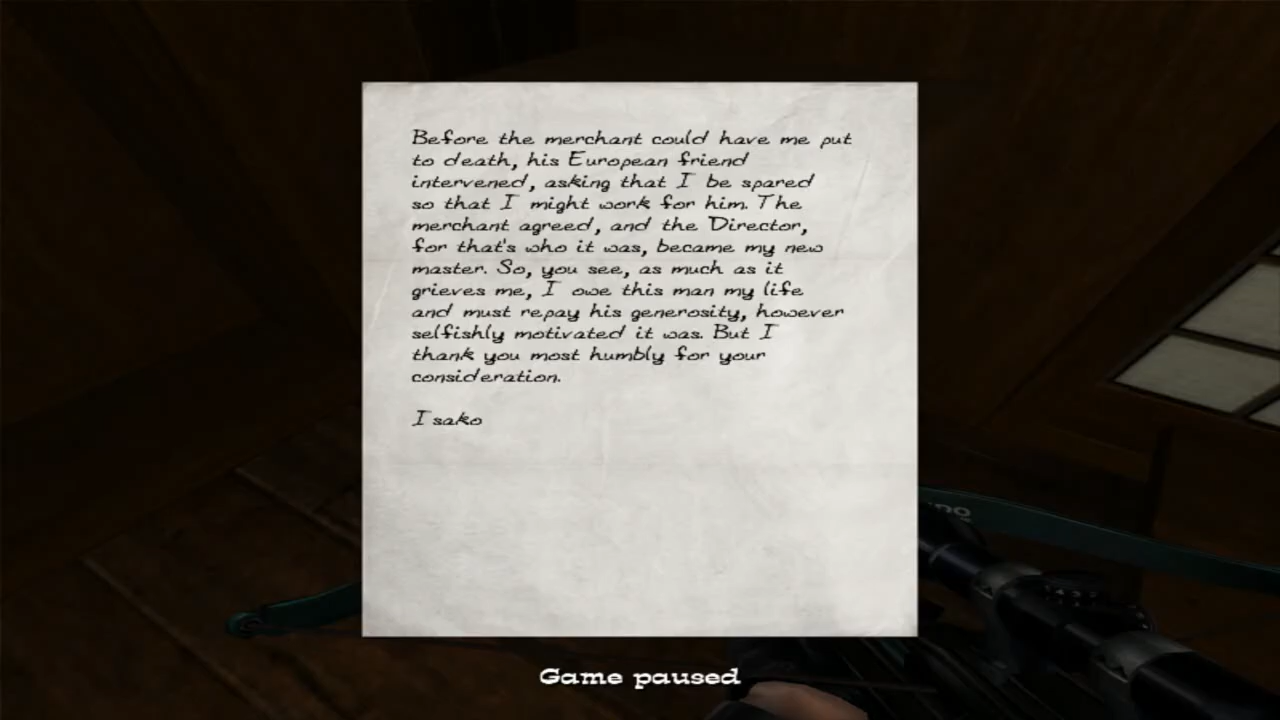 Before the merchant could have me put
to death, his European friend
intervened, asking that I be spared
so that I might work for him. The
merchant agreed, and the Director,
for that's who it was, became my new
master. So, you see, as much as it
grieves me, I owe this man my life
and must repay his generosity, however
selfishly motivated it was. But I
thank you most humbly for your
consideration.
Isako
Game paused